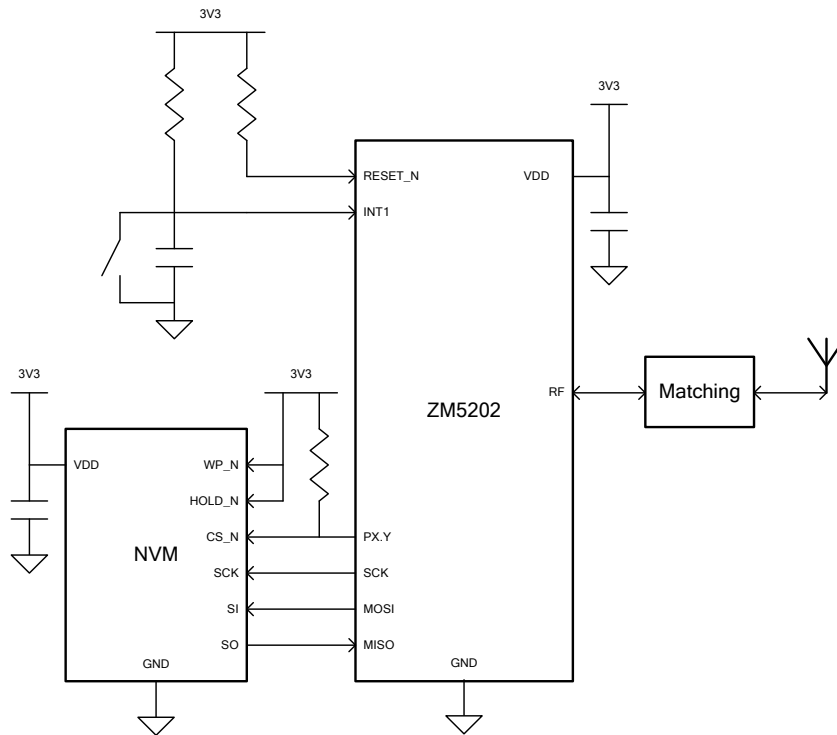 3V3
3V3
RESET_N
VDD
INT1
3V3
3V3
RF
Matching
ZM5202
VDD
WP_N
HOLD_N
CS_N
PX.Y
NVM
SCK
SCK
SI
MOSI
SO
MISO
GND
GND